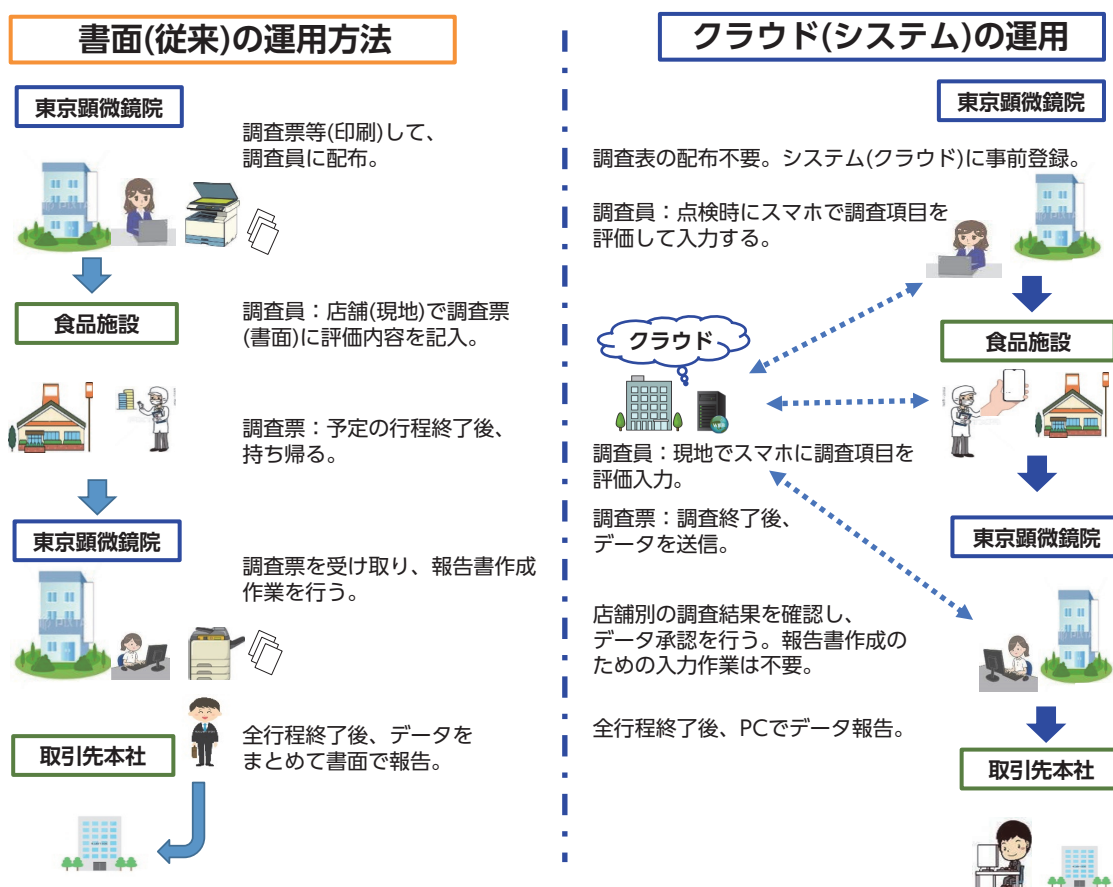 書面(従来)の運用方法
東京顕微鏡院
調査票等(印刷)して、
調査員に配布。
食品施設
調査員：店舗(現地)で調査票
(書面)に評価内容を記入。
調査票：予定の行程終了後、
持ち帰る。
東京顕微鏡院
調査票を受け取り、報告書作成
作業を行う。
取引先本社
全行程終了後、データを
まとめて書面で報告。
クラウド(システム)の運用
東京顕微鏡院
調査表の配布不要。システム(クラウド)に事前登録。
調査員：点検時にスマホで調査項目を
評価して入力する。
クラウド
食品施設
調査員：現地でスマホに調査項目を
評価入力。
調査票：調査終了後、
データを送信。
東京顕微鏡院
店舗別の調査結果を確認し、
データ承認を行う。報告書作成の
ための入力作業は不要。
全行程終了後、PCでデータ報告。
取引先本社